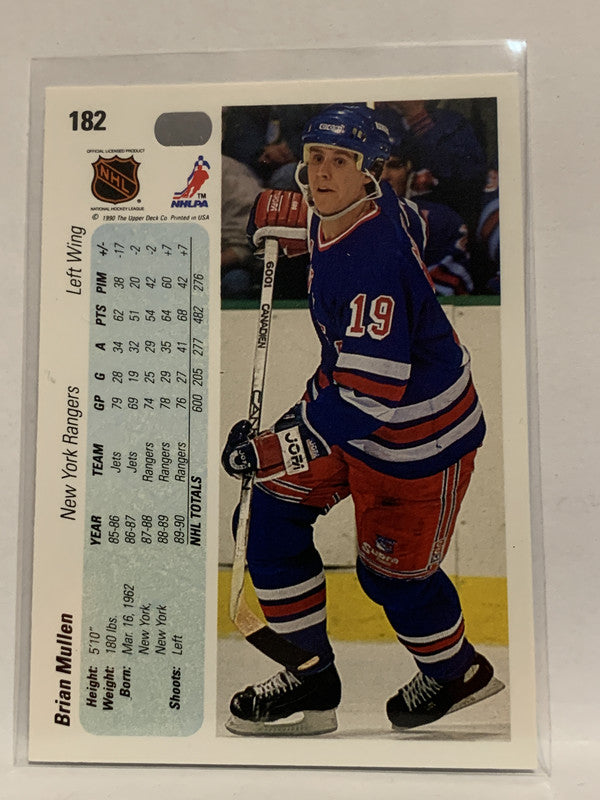 182
OFFICIAL LICENSED PRODUCT
NHL
NATIONAL HOCKEY LEAGUE
NHLPA
TM
© 1990 The Upper Deck Co. Printed in USA
Brian Mullen New York Rangers Left Wing
Height: 5'10"
Weight: 180 lbs.
Born: Mar. 16, 1962
New York,
New York
Shoots: Left
YEAR TEAM GP G A PTS PIM +/-
85-86 Jets 79 28 34 62 38 -17
86-87 Jets 69 19 32 51 20 -2
87-88 Rangers 74 25 29 54 42 -2
88-89 Rangers 78 29 35 64 60 +7
89-90 Rangers 76 27 41 68 42 +7
NHL TOTALS 600 205 277 482 276
19
6001 CANADIEN
CAN
JOFA
Supra